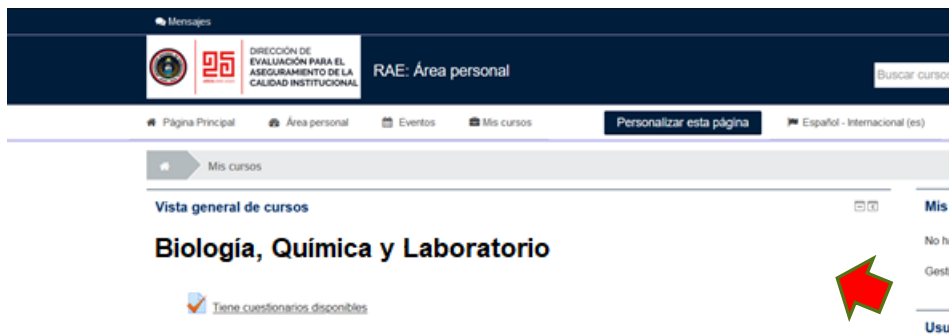 Mensajes
DIRECCIÓN DE
EVALUACIÓN PARA EL
ASEGURAMIENTO DE LA
CALIDAD INSTITUCIONAL
25
RAE: Área personal
Buscar cursos
Página Principal Área personal Eventos Mis cursos Personalizar esta página Español - Internacional (es)
Mis cursos
Vista general de cursos
Mis
Biología, Química y Laboratorio
No h
Gest
Tiene cuestionarios disponibles
Usu